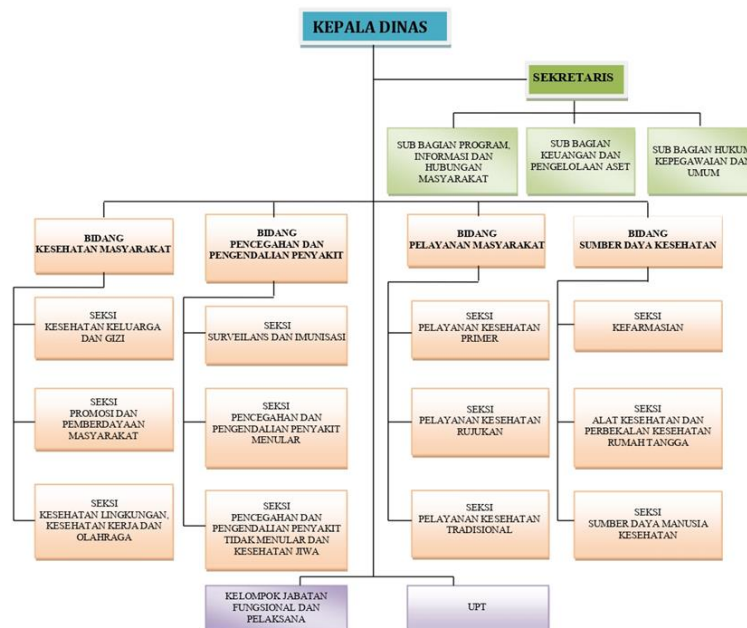 KEPALA DINAS
SEKRETARIS
SUB BAGIAN PROGRAM,
INFORMASI DAN
HUBUNGAN
MASYARAKAT
SUB BAGIAN
KEUANGAN DAN
PENGELOLAAN ASET
SUB BAGIAN HUKUM
KEPEGAWAIAN DAN
UMUM
BIDANG
KESEHATAN MASYARAKAT
BIDANG
PENCEGAHAN DAN
PENGENDALIAN PENYAKIT
BIDANG
PELAYANAN MASYARAKAT
BIDANG
SUMBER DAYA KESEHATAN
SEKSI
KESEHATAN KELUARGA
DAN GIZI
SEKSI
SURVEILANS DAN IMUNISASI
SEKSI
PELAYANAN KESEHATAN
PRIMER
SEKSI
KEFARMASIAN
SEKSI
PROMOSI DAN
PEMBERDAYAAN
MASYARAKAT
SEKSI
PENCEGAHAN DAN
PENGENDALIAN PENYAKIT
MENULAR
SEKSI
PELAYANAN KESEHATAN
RUJUKAN
SEKSI
ALAT KESEHATAN DAN
PERBEKALAN KESEHATAN
RUMAH TANGGA
SEKSI
KESEHATAN LINGKUNGAN,
KESEHATAN KERJA DAN
OLAHRAGA
SEKSI
PENCEGAHAN DAN
PENGENDALIAN PENYAKIT
TIDAK MENULAR DAN
KESEHATAN JIWA
SEKSI
PELAYANAN KESEHATAN
TRADISIONAL
SEKSI
SUMBER DAYA MANUSIA
KESEHATAN
KELOMPOK JABATAN
FUNGSIONAL DAN
PELAKSANA
UPT